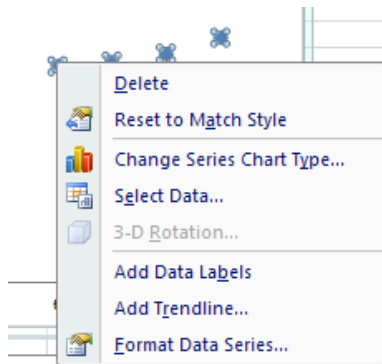 Delete
Reset to Match Style
Change Series Chart Type...
Select Data...
3-D Rotation...
Add Data Labels
Add Trendline...
Format Data Series...